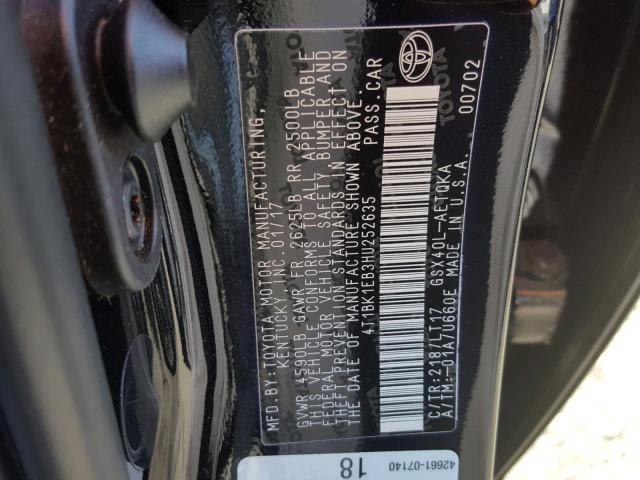 MFD. BY: TOYOTA MOTOR MANUFACTURING,
KENTUCKY, INC. 01/17
GVWR 4590LB GAWR FR 2625LB RR 2500LB
THIS VEHICLE CONFORMS TO ALL APPLICABLE
FEDERAL MOTOR VEHICLE SAFETY, BUMPER AND
THEFT PREVENTION STANDARDS IN EFFECT ON
THE DATE OF MANUFACTURE SHOWN ABOVE.
4T1BK1EB3HU252635 PASS. CAR
C/TR: 218/LT17 GSX40L-AETQKA
A/TM: -01A/U660E MADE IN U.S.A.
TOYOTA
00702
42661-07140
18